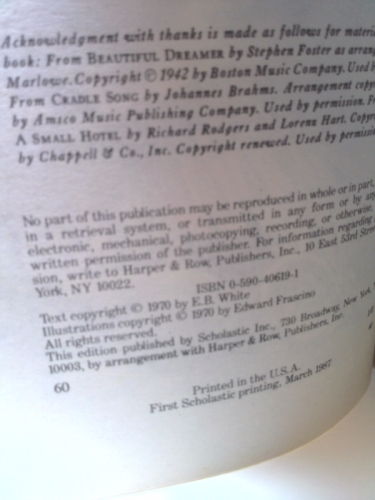 Acknowledgment with thanks is made as follows for materi
book: From BEAUTIFUL DREAMER by Stephen Foster as arran
Marlowe. Copyright © 1942 by Boston Music Company. Used b
From CRADLE SONG by Johannes Brahms. Arrangement copy
by Amsco Music Publishing Company. Used by permission. Fr
A SMALL HOTEL by Richard Rodgers and Lorenz Hart. Copyr
by Chappell & Co., Inc. Copyright renewed. Used by permissi
No part of this publication may be reproduced in whole or in part,
in a retrieval system, or transmitted in any form or by any
electronic, mechanical, photocopying, recording, or otherwise,
written permission of the publisher. For information regarding
sion, write to Harper & Row, Publishers, Inc., 10 East 53rd Street
York, NY 10022.
ISBN 0-590-40619-1
Text copyright © 1970 by E.B. White
Illustrations copyright © 1970 by Edward Frascino
All rights reserved.
This edition published by Scholastic Inc., 730 Broadway, New York,
10003, by arrangement with Harper & Row, Publishers, Inc.
60
Printed in the U.S.A.
First Scholastic printing, March 1987